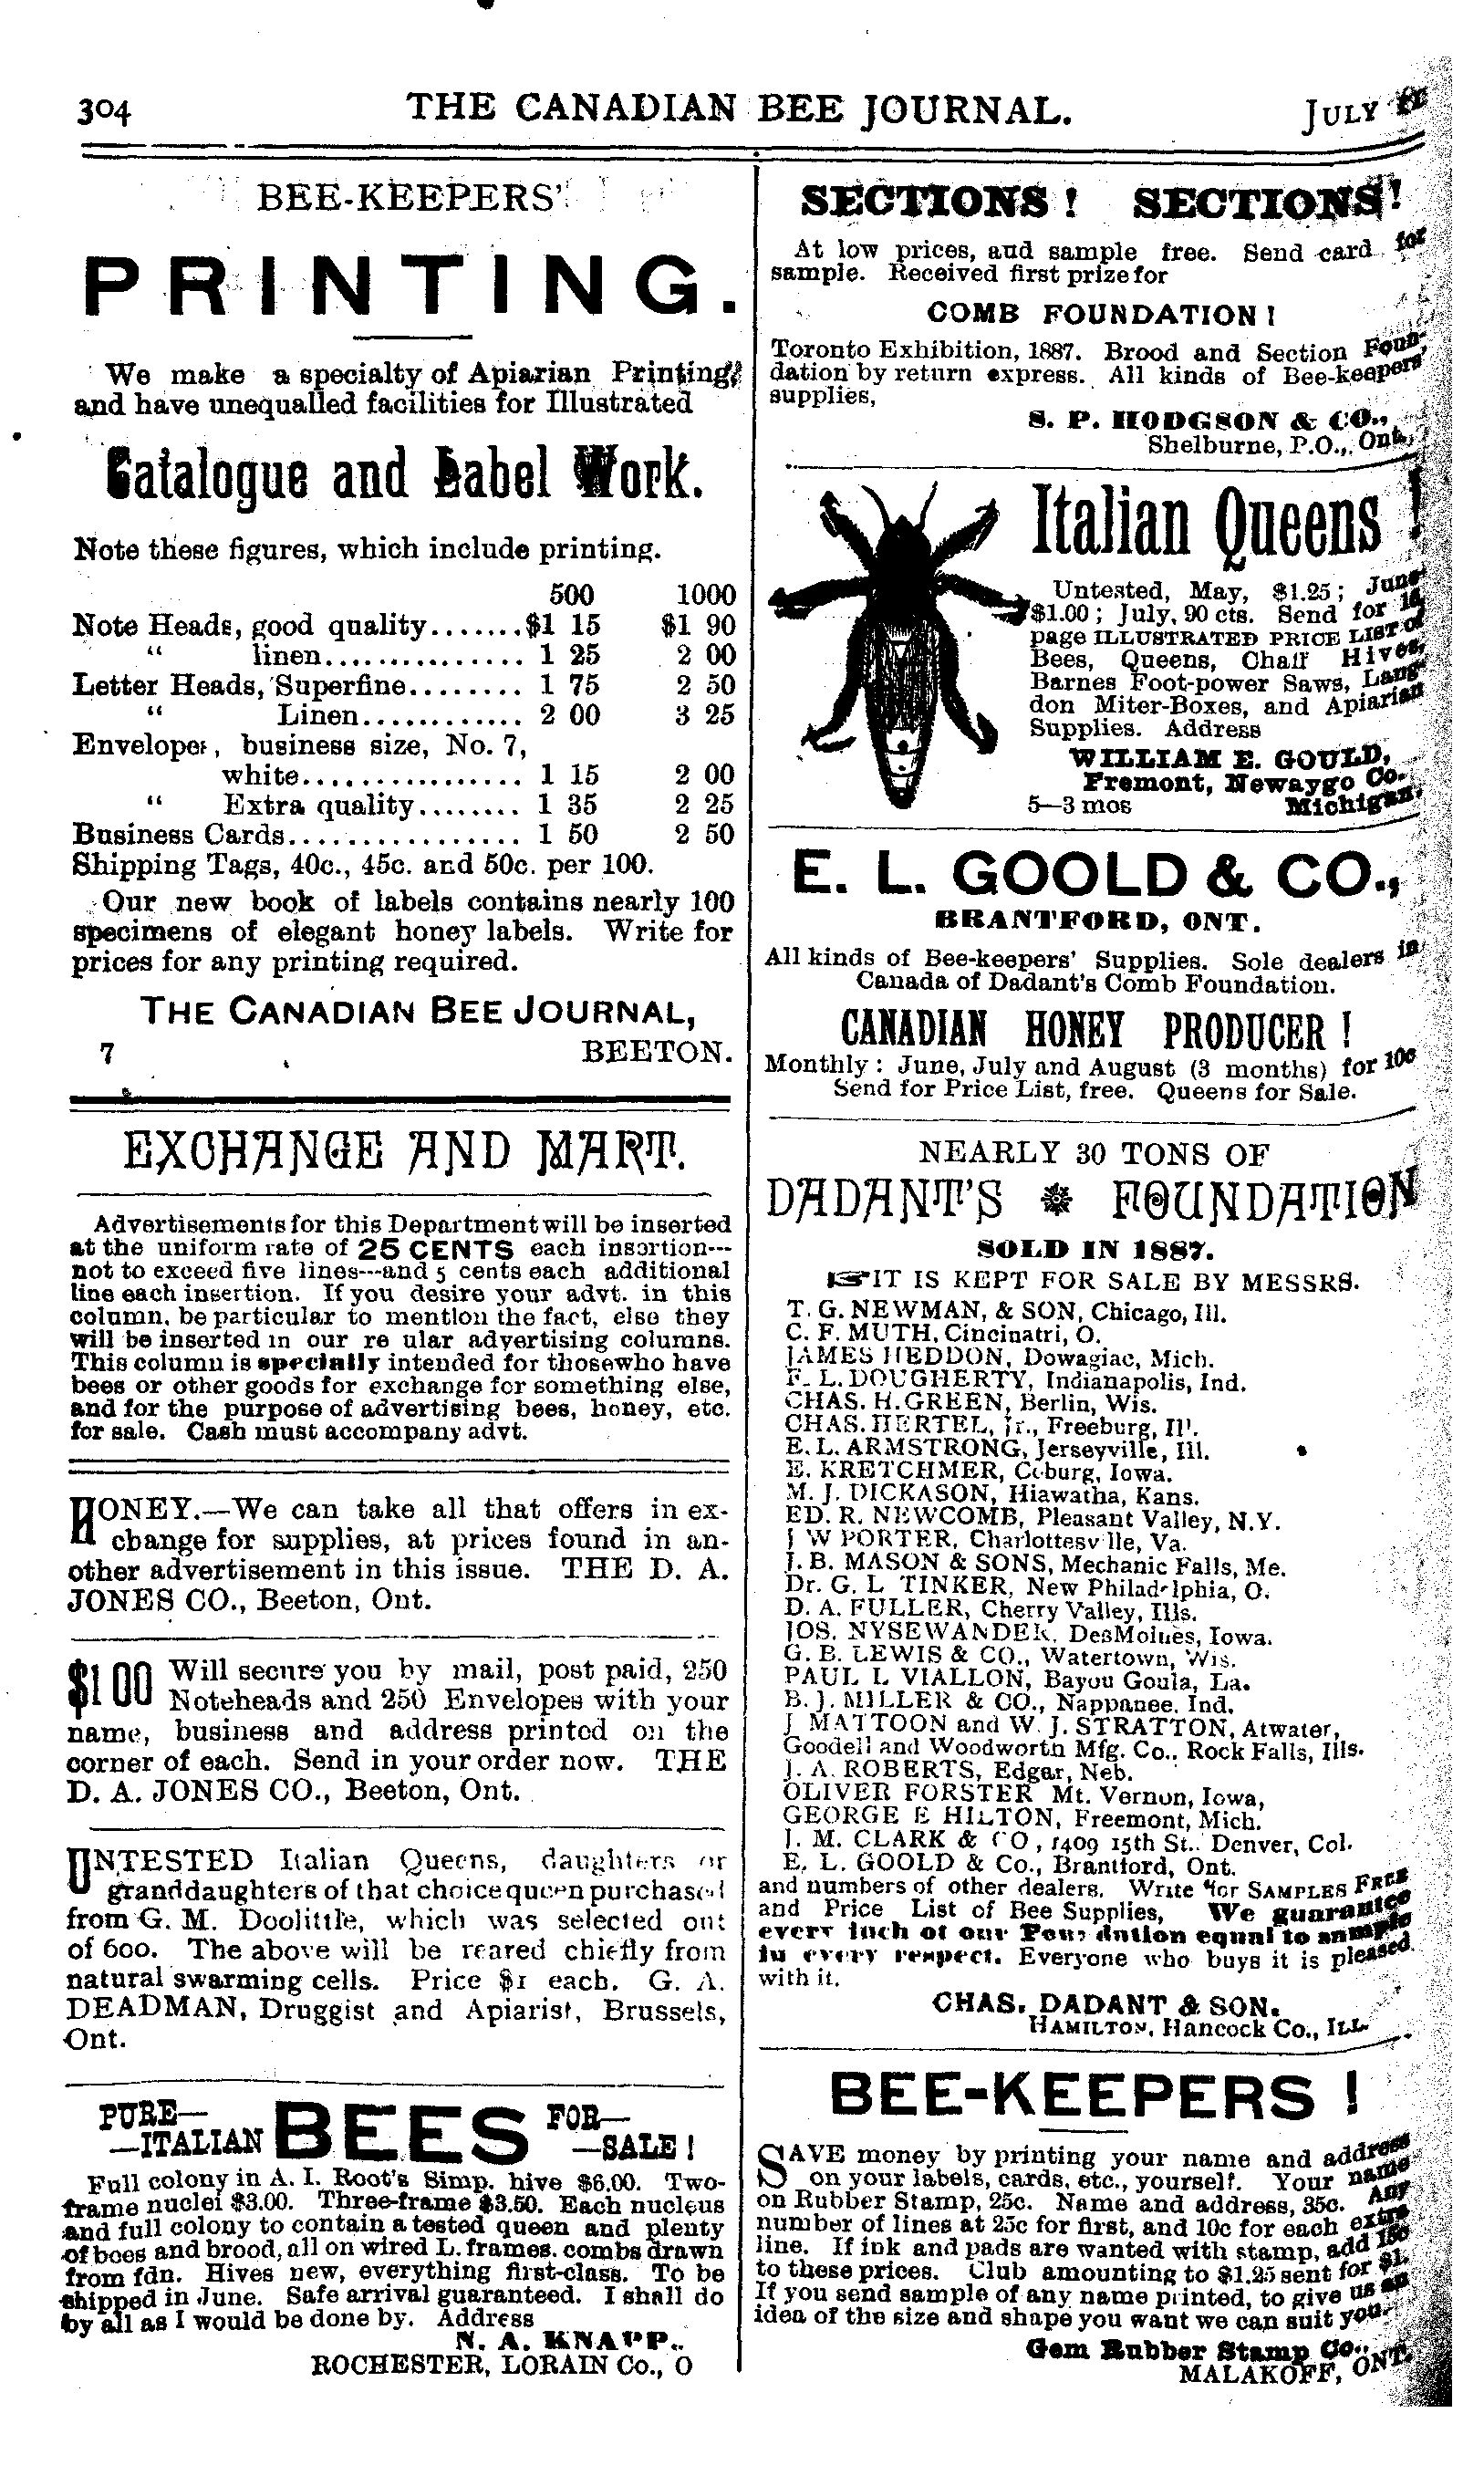 304
THE CANADIAN BEE JOURNAL.
JULY
BEE-KEEPERS'
PRINTING.
We make a specialty of Apiarian Printing
and have unequalled facilities for Illustrated
Catalogue and Label Work.
Note these figures, which include printing.
500 1000
Note Heads, good quality.......$1 15 $1 90
“ linen............... 1 25 2 00
Letter Heads, Superfine........ 1 75 2 50
“ Linen............ 2 00 3 25
Envelopes, business size, No. 7,
white................ 1 15 2 00
“ Extra quality........ 1 35 2 25
Business Cards................ 1 50 2 50
Shipping Tags, 40c., 45c. and 50c. per 100.
Our new book of labels contains nearly 100
specimens of elegant honey labels. Write for
prices for any printing required.
THE CANADIAN BEE JOURNAL,
7 BEETON.
EXCHANGE AND MART.
Advertisements for this Department will be inserted
at the uniform rate of 25 CENTS each insertion---
not to exceed five lines---and 5 cents each additional
line each insertion. If you desire your advt. in this
column, be particular to mention the fact, else they
will be inserted in our re ular advertising columns.
This column is specially intended for those who have
bees or other goods for exchange for something else,
and for the purpose of advertising bees, honey, etc.
for sale. Cash must accompany advt.
HONEY.—We can take all that offers in ex-
change for supplies, at prices found in an-
other advertisement in this issue. THE D. A.
JONES CO., Beeton, Ont.
$1 00 Will secure you by mail, post paid, 250
Noteheads and 250 Envelopes with your
name, business and address printed on the
corner of each. Send in your order now. THE
D. A. JONES CO., Beeton, Ont.
UNTESTED Italian Queens, daughters or
granddaughters of that choice queen purchased
from G. M. Doolittle, which was selected out
of 600. The above will be reared chiefly from
natural swarming cells. Price $1 each. G. A.
DEADMAN, Druggist and Apiarist, Brussels,
Ont.
PURE—
—ITALIAN BEES FOR—
—SALE!
Full colony in A. I. Root's Simp. hive $6.00. Two-
frame nuclei $3.00. Three-frame $3.50. Each nucleus
and full colony to contain a tested queen and plenty
of bees and brood, all on wired L. frames. combs drawn
from fdn. Hives new, everything first-class. To be
shipped in June. Safe arrival guaranteed. I shall do
by all as I would be done by. Address
N. A. KNAPP.,
ROCHESTER, LORAIN Co., O
SECTIONS! SECTIONS!
At low prices, and sample free. Send card for
sample. Received first prize for
COMB FOUNDATION!
Toronto Exhibition, 1887. Brood and Section Foun-
dation by return express. All kinds of Bee-keepers'
supplies,
S. P. HODGSON & CO.,
Shelburne, P.O., Ont.
Italian Queens!
Untested, May, $1.25; June
$1.00; July, 90 cts. Send for 16
page ILLUSTRATED PRICE LIST of
Bees, Queens, Chaff Hives,
Barnes Foot-power Saws, Lang-
don Miter-Boxes, and Apiarian
Supplies. Address
WILLIAM E. GOULD,
Fremont, Newaygo Co.
5—3 mos Michigan.
E. L. GOOLD & CO.,
BRANTFORD, ONT.
All kinds of Bee-keepers' Supplies. Sole dealers in
Canada of Dadant's Comb Foundation.
CANADIAN HONEY PRODUCER!
Monthly: June, July and August (3 months) for 10c
Send for Price List, free. Queens for Sale.
NEARLY 30 TONS OF
DADANT'S FOUNDATION
SOLD IN 1887.
☞IT IS KEPT FOR SALE BY MESSRS.
T. G. NEWMAN, & SON, Chicago, Ill.
C. F. MUTH, Cincinatri, O.
JAMES HEDDON, Dowagiac, Mich.
F. L. DOUGHERTY, Indianapolis, Ind.
CHAS. H. GREEN, Berlin, Wis.
CHAS. HERTEL, jr., Freeburg, Ill.
E. L. ARMSTRONG, Jerseyville, Ill.
E. KRETCHMER, Coburg, Iowa.
M. J. DICKASON, Hiawatha, Kans.
ED. R. NEWCOMB, Pleasant Valley, N.Y.
J W PORTER, Charlottesv lle, Va.
J. B. MASON & SONS, Mechanic Falls, Me.
Dr. G. L TINKER, New Philadelphia, O.
D. A. FULLER, Cherry Valley, Ills.
JOS. NYSEWANDER, DesMoines, Iowa.
G. B. LEWIS & CO., Watertown, Wis.
PAUL L VIALLON, Bayou Goula, La.
B. J. MILLER & CO., Nappanee. Ind.
J MATTOON and W. J. STRATTON, Atwater,
Goodell and Woodworth Mfg. Co., Rock Falls, Ills.
J. A. ROBERTS, Edgar, Neb.
OLIVER FORSTER Mt. Vernon, Iowa,
GEORGE E HILTON, Freemont, Mich.
J. M. CLARK & CO, 1409 15th St.. Denver, Col.
E. L. GOOLD & Co., Brantford, Ont.
and numbers of other dealers. Write for SAMPLES FREE
and Price List of Bee Supplies, We guarantee
every inch of our Foundation equal to sample
in every respect. Everyone who buys it is pleased
with it.
CHAS. DADANT & SON.
HAMILTON, Hancock Co., ILL.
BEE-KEEPERS!
SAVE money by printing your name and address
on your labels, cards, etc., yourself. Your name
on Rubber Stamp, 25c. Name and address, 35c. Any
number of lines at 25c for first, and 10c for each extra
line. If ink and pads are wanted with stamp, add 15c
to these prices. Club amounting to $1.25 sent for $1.
If you send sample of any name printed, to give us an
idea of the size and shape you want we can suit you.
Gem Rubber Stamp Co.,
MALAKOFF, ONT.